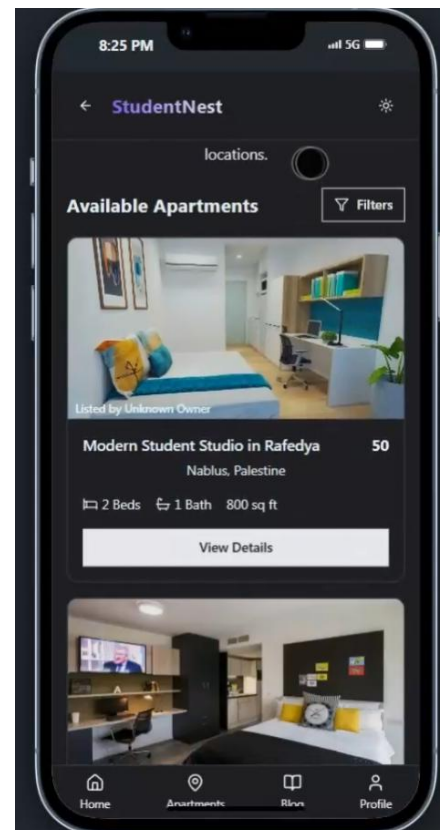 8:25 PM 5G
StudentNest
locations.
Available Apartments Filters
Listed by Unknown Owner
Modern Student Studio in Rafedya 50
Nablus, Palestine
2 Beds 1 Bath 800 sq ft
View Details
Home Apartments Blog Profile